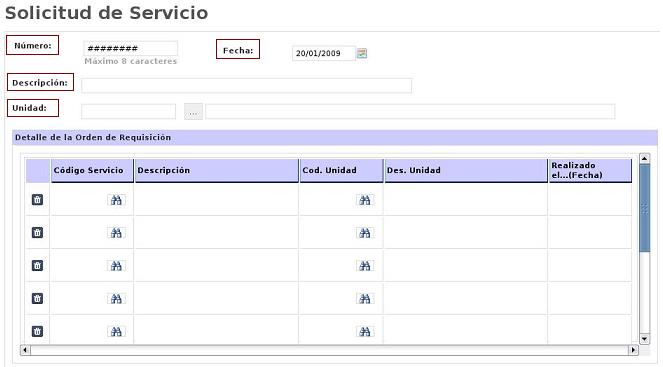 Solicitud de Servicio
Número: ######## Fecha: 20/01/2009
Máximo 8 caracteres
Descripción:
Unidad: ...
Detalle de la Orden de Requisición
Código Servicio Descripción Cod. Unidad Des. Unidad Realizado
el...(Fecha)